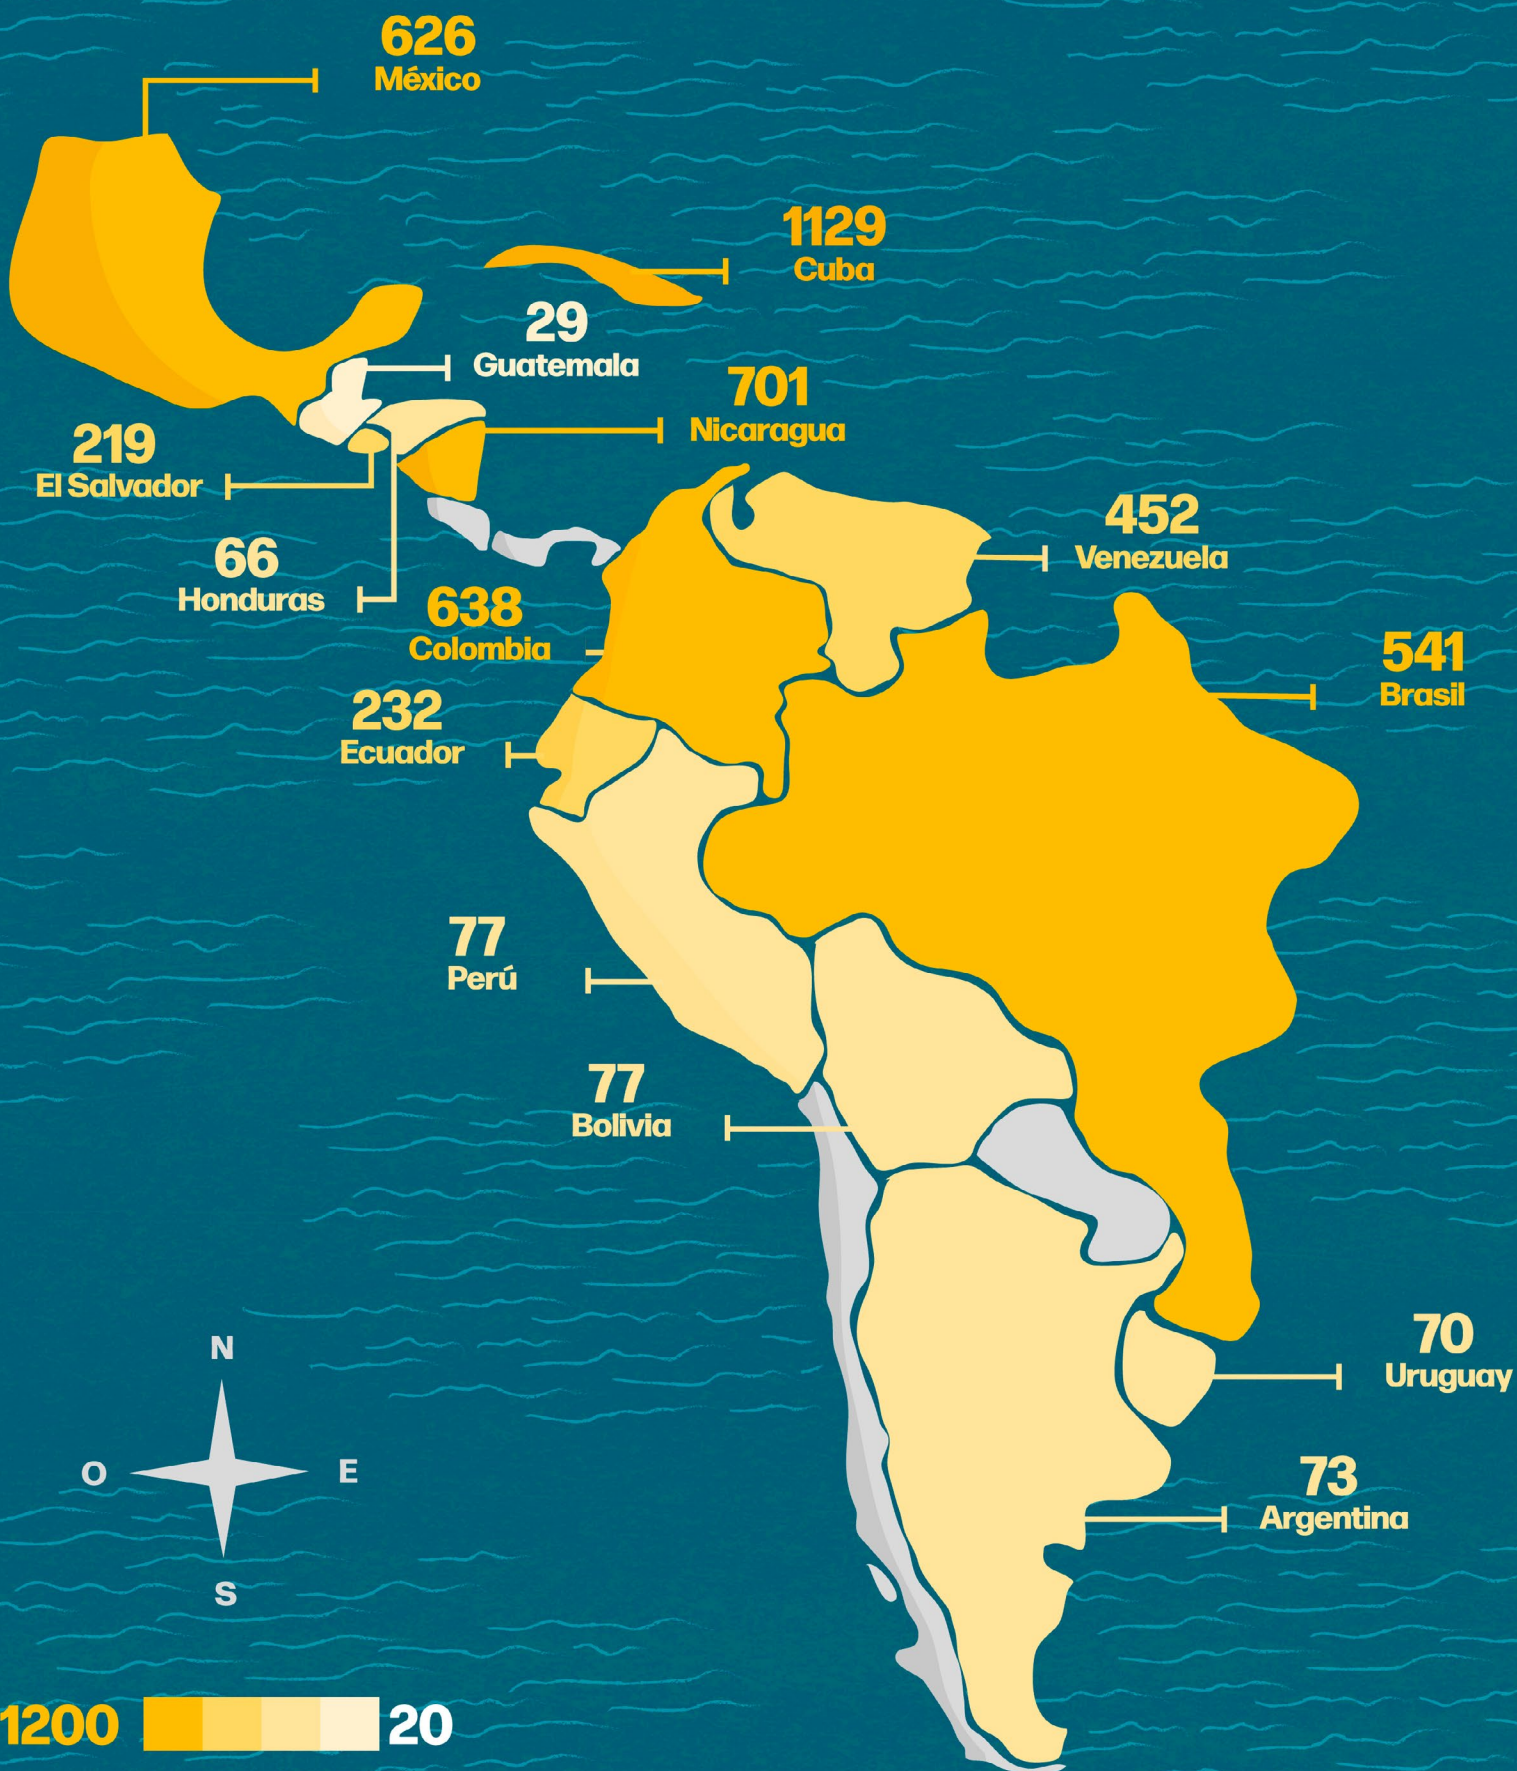 626
México
1129
Cuba
29
Guatemala
701
Nicaragua
219
El Salvador
452
Venezuela
66
Honduras
638
Colombia
541
Brasil
232
Ecuador
77
Perú
77
Bolivia
70
Uruguay
73
Argentina
N
O
E
S
1200
20